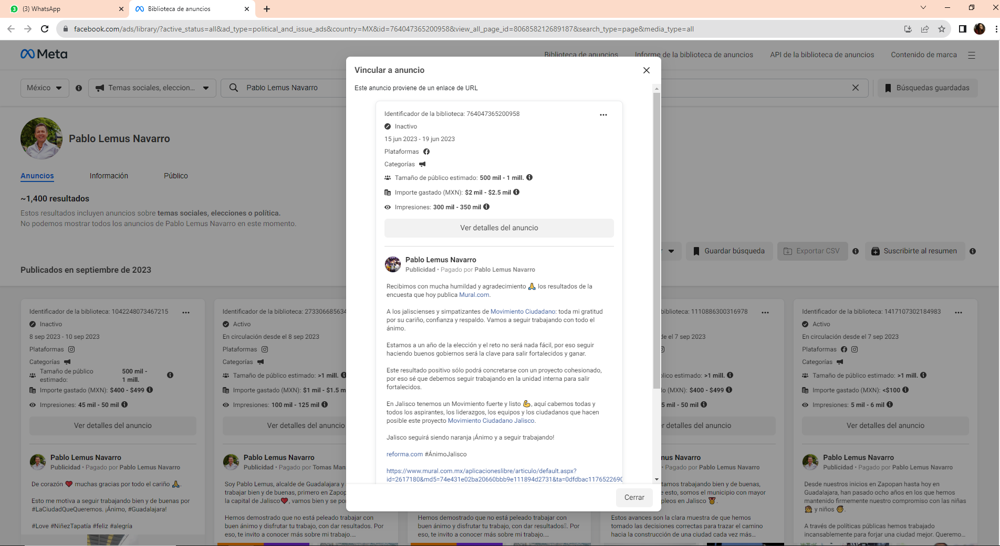 (3) WhatsApp
Biblioteca de anuncios
facebook.com/ads/library/?active_status=all&ad_type=political_and_issue_ads&country=MX&id=764047365200958&view_all_page_id=806858212689187&search_type=page&media_type=all
Meta
Biblioteca de anuncios
Informe de la biblioteca de anuncios
API de la biblioteca de anuncios
Contenido de marca
México
Temas sociales, eleccion...
Pablo Lemus Navarro
Búsquedas guardadas
Pablo Lemus Navarro
Anuncios
Información
Público
~1,400 resultados
Estos resultados incluyen anuncios sobre temas sociales, elecciones o política.
No podemos mostrar todos los anuncios de Pablo Lemus Navarro en este momento.
Guardar búsqueda
Exportar CSV
Suscribirte al resumen
Publicados en septiembre de 2023
Vincular a anuncio
Este anuncio proviene de un enlace de URL
Identificador de la biblioteca: 764047365200958
Inactivo
15 jun 2023 - 19 jun 2023
Plataformas
Categorías
Tamaño de público estimado: 500 mil - 1 mill.
Importe gastado (MXN): $2 mil - $2.5 mil
Impresiones: 300 mil - 350 mil
Ver detalles del anuncio
Pablo Lemus Navarro
Publicidad • Pagado por Pablo Lemus Navarro
Recibimos con mucha humildad y agradecimiento 🙏 los resultados de la
encuesta que hoy publica Mural.com.
A los jaliscienses y simpatizantes de Movimiento Ciudadano: toda mi gratitud
por su cariño, confianza y respaldo. Vamos a seguir trabajando con todo el
ánimo.
Estamos a un año de la elección y el reto no será nada fácil, por eso seguir
haciendo buenos gobiernos será la clave para salir fortalecidos y ganar.
Este resultado positivo sólo podrá concretarse con un proyecto cohesionado,
por eso sé que debemos seguir trabajando en la unidad interna para salir
fortalecidos.
En Jalisco tenemos un Movimiento fuerte y listo 💪, aquí cabemos todas y
todos los aspirantes, los liderazgos, los equipos y los ciudadanos que hacen
posible este proyecto Movimiento Ciudadano Jalisco.
Jalisco seguirá siendo naranja ¡Ánimo y a seguir trabajando!
reforma.com #ÁnimoJalisco
https://www.mural.com.mx/aplicacioneslibre/articulo/default.aspx?
id=2617180&md5=74e431e02ba20660bbb9e111894d2731&ta=0dfdbac1176522690
Cerrar
Identificador de la biblioteca: 1042248073467215
Inactivo
8 sep 2023 - 10 sep 2023
Plataformas
Categorías
Tamaño de público
estimado:
500 mil -
1 mill.
Importe gastado (MXN): $400 - $499
Impresiones: 45 mil - 50 mil
Ver detalles del anuncio
Pablo Lemus Navarro
Publicidad • Pagado por Pablo Lemus Navarro
De corazón ❤️ muchas gracias por todo el cariño 🙏.
Esto me motiva a seguir trabajando bien y de buenas por
#LaCiudadQueQueremos. ¡Ánimo, #Guadalajara!
#Love #NiñezTapatía #feliz #alegría
Identificador de la biblioteca: 27330668563
Activo
En circulación desde el 8 sep 2023
Plataformas
Categorías
Tamaño de público estimado: >1 mill.
Importe gastado (MXN): $1 mil - $1.5 m
Impresiones: 100 mil - 125 mil
Ver detalles del anuncio
Pablo Lemus Navarro
Publicidad • Pagado por Tomas Man
Soy Pablo Lemus, alcalde de Guadalajara y
trabajar bien y de buenas, primero en Zapop
la capital de Jalisco❤️, vamos bien y se po
Hemos demostrado que no está peleado trabajar con
buen ánimo y disfrutar tu trabajo, con dar resultados. Por
eso, te invito a conocer más sobre mi trabajo....
Hemos demostrado que no está peleado trabajar con
buen ánimo y disfrutar tu trabajo, con dar resultados. Por
eso, te invito a conocer más sobre mi trabajo....
biblioteca: 1110886300316978
de el 7 sep 2023
blico estimado: >1 mill.
do (MXN): $400 - $499
5 mil - 50 mil
r detalles del anuncio
us Navarro
- Pagado por Pablo Lemus Navarro
tamos trabajando bien y de buenas,
e esto, somos el municipio con mayor
pleos en Jalisco 🏅.
Estos avances son la clara muestra de que hemos
tomado las decisiones correctas para trazar el camino
hacia la construcción de una ciudad cada vez más...
Identificador de la biblioteca: 1417107302184983
Activo
En circulación desde el 7 sep 2023
Plataformas
Categorías
Tamaño de público estimado: >1 mill.
Importe gastado (MXN): <$100
Impresiones: 5 mil - 6 mil
Ver detalles del anuncio
Pablo Lemus Navarro
Publicidad • Pagado por Pablo Lemus Navarro
Desde nuestros inicios en Zapopan hasta hoy en
Guadalajara, han pasado ocho años en los que hemos
mantenido firmemente nuestro compromiso con las niñas
👧 y niños 👦.
A través de políticas públicas hemos trabajado
incansablemente para forjar una ciudad mejor. Queremo...